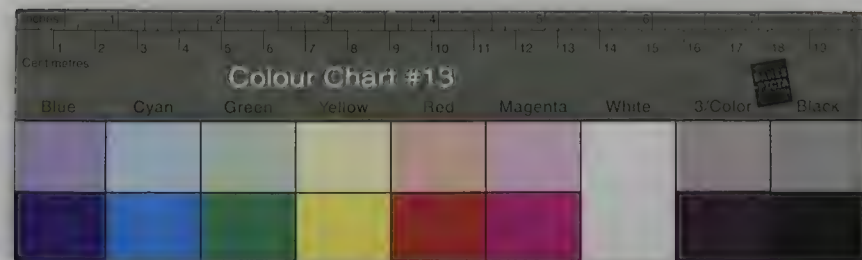 Inches 1 2 3 4 5 6
1 2 3 4 5 6 7 8 9 10 11 12 13 14 15 16 17 18 19
Centimetres
Colour Chart #13
Blue Cyan Green Yellow Red Magenta White 3/Color Black